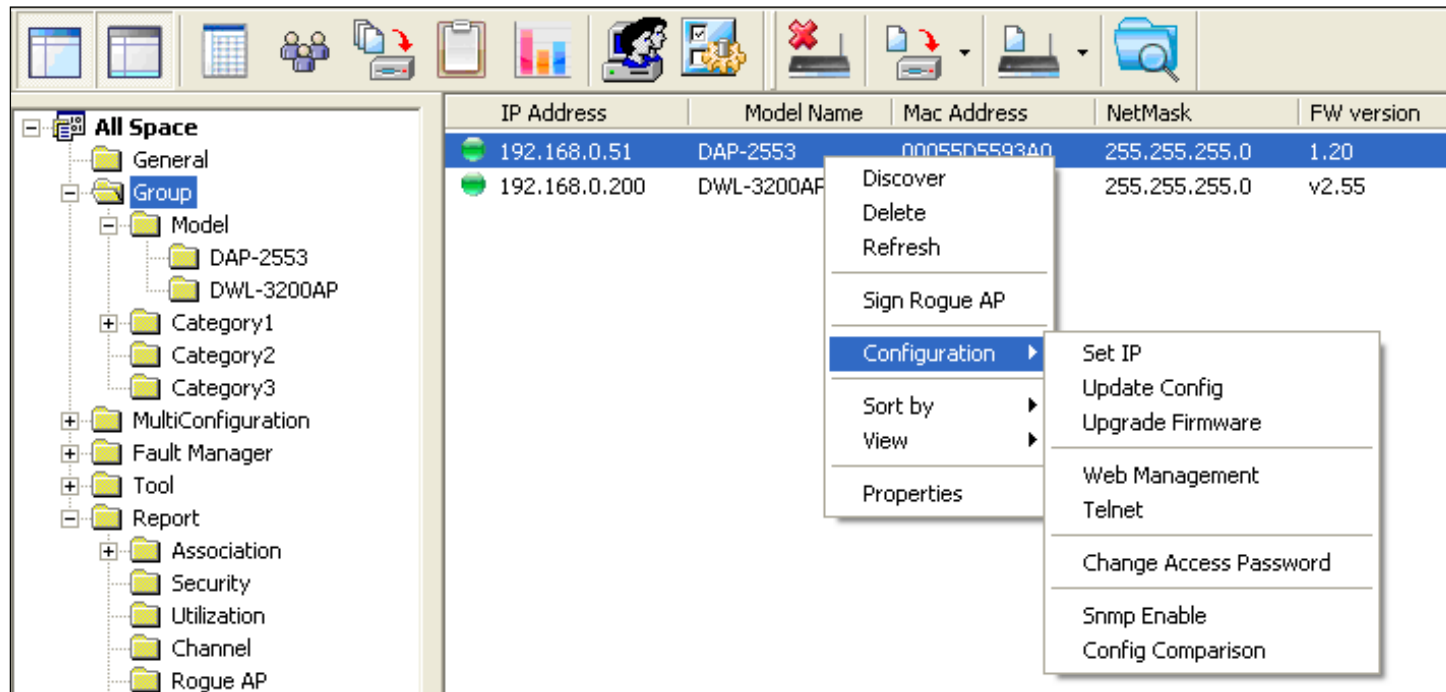 IP Address Model Name Mac Address NetMask FW version
192.168.0.51 DAP-2553 00055D5593A0 255.255.255.0 1.20
192.168.0.200 DWL-3200AP 255.255.255.0 v2.55
All Space
General
Group
Model
DAP-2553
DWL-3200AP
Category1
Category2
Category3
MultiConfiguration
Fault Manager
Tool
Report
Association
Security
Utilization
Channel
Rogue AP
Discover
Delete
Refresh
Sign Rogue AP
Configuration
Sort by
View
Properties
Set IP
Update Config
Upgrade Firmware
Web Management
Telnet
Change Access Password
Snmp Enable
Config Comparison